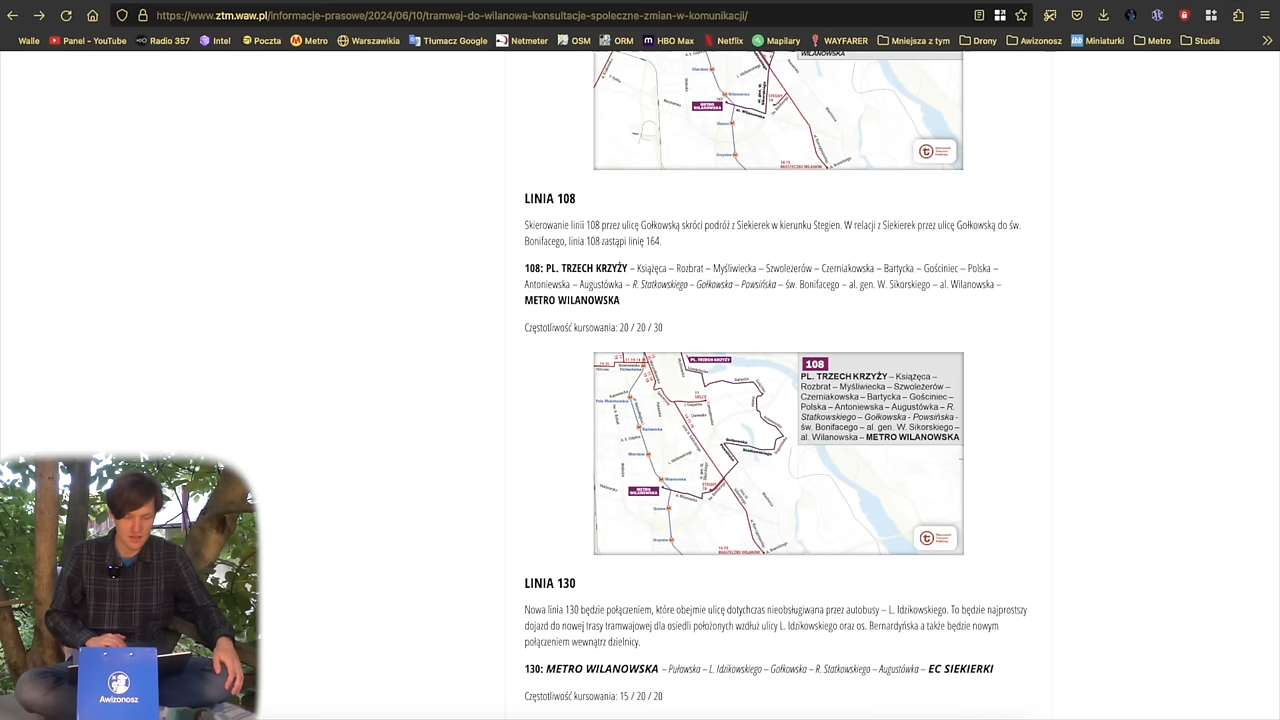 https://www.ztm.waw.pl/informacje-prasowe/2024/06/10/tramwaj-do-wilanowa-konsultacje-spoleczne-zmian-w-komunikacji/
Walle Panel - YouTube Radio 357 Intel Poczta Metro Warszawikia Tłumacz Google Netmeter OSM ORM HBO Max Netflix Mapilary WAYFARER Mniejsza z tym Drony Awizonosz Miniaturki Metro Studia
WILANOWSKA
METRO WILANOWSKA
LINIA 108
Skierowanie linii 108 przez ulicę Gołkowską skróci podróż z Siekierek w kierunku Stegien. W relacji z Siekierek przez ulicę Gołkowską do św.
Bonifacego, linia 108 zastąpi linię 164.
108: PL. TRZECH KRZYŻY – Książęca – Rozbrat – Myśliwiecka – Szwoleżerów – Czerniakowska – Bartycka – Gościniec – Polska –
Antoniewska – Augustówka – R. Statkowskiego – Gołkowska – Powsińska – św. Bonifacego – al. gen. W. Sikorskiego – al. Wilanowska –
METRO WILANOWSKA
Częstotliwość kursowania: 20 / 20 / 30
PL. TRZECH KRZYŻY
108
PL. TRZECH KRZYŻY – Książęca –
Rozbrat – Myśliwiecka – Szwoleżerów –
Czerniakowska – Bartycka – Gościniec –
Polska – Antoniewska – Augustówka – R.
Statkowskiego - Gołkowska - Powsińska -
św. Bonifacego – al. gen. W. Sikorskiego –
al. Wilanowska – METRO WILANOWSKA
METRO
WILANOWSKA
LINIA 130
Nowa linia 130 będzie połączeniem, które obejmie ulicę dotychczas nieobsługiwana przez autobusy – L. Idzikowskiego. To będzie najprostszy
dojazd do nowej trasy tramwajowej dla osiedli położonych wzdłuż ulicy L. Idzikowskiego oraz os. Bernardyńska a także będzie nowym
połączeniem wewnątrz dzielnicy.
130: METRO WILANOWSKA – Puławska – L. Idzikowskiego – Gołkowska – R. Statkowskiego – Augustówka – EC SIEKIERKI
Częstotliwość kursowania: 15 / 20 / 20
Awizonosz